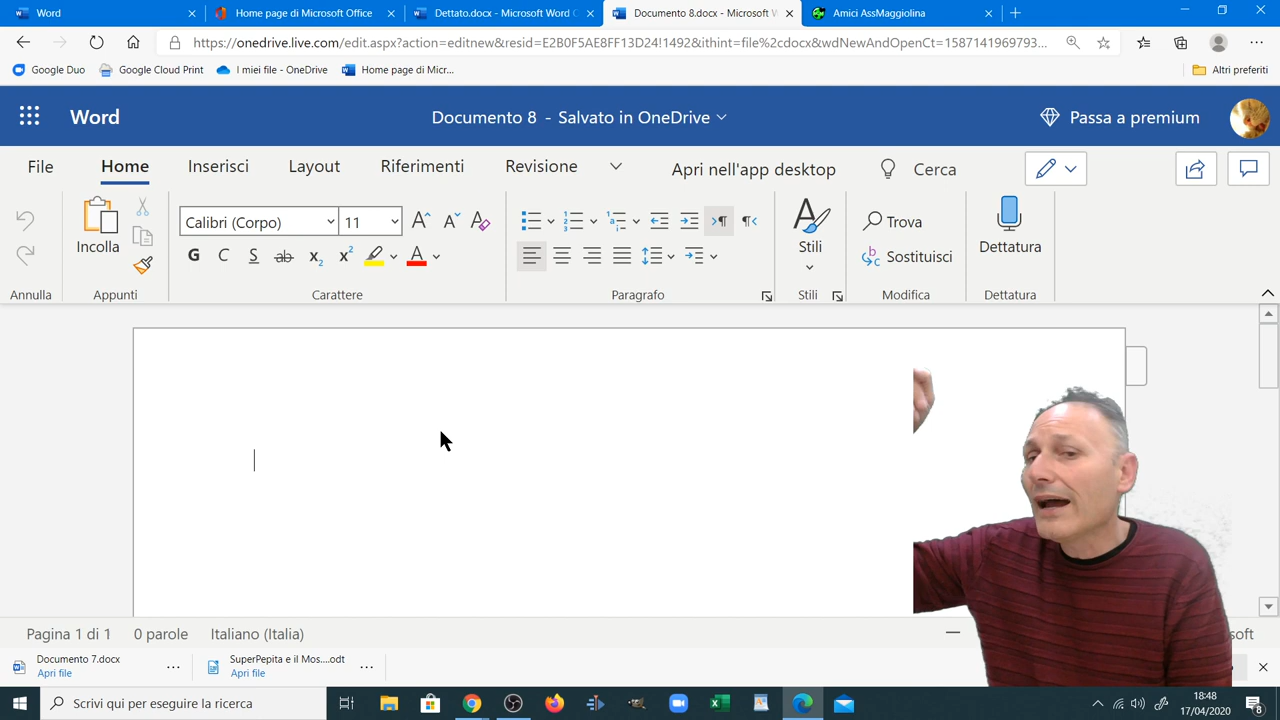 Word
Home page di Microsoft Office
Dettato.docx - Microsoft Word
Documento 8.docx - Microsoft W
Amici AssMaggiolina
https://onedrive.live.com/edit.aspx?action=editnew&resid=E2B0F5AE8FF13D24!1492&ithint=file%2cdocx&wdNewAndOpenCt=1587141969793...
Google Duo
Google Cloud Print
I miei file - OneDrive
Home page di Micr...
Altri preferiti
Word
Documento 8 - Salvato in OneDrive
Passa a premium
File
Home
Inserisci
Layout
Riferimenti
Revisione
Apri nell'app desktop
Cerca
Incolla
Calibri (Corpo)
11
G C S ab x2 x2 A
Stili
Trova
Sostituisci
Dettatura
Annulla
Appunti
Carattere
Paragrafo
Stili
Modifica
Dettatura
Pagina 1 di 1
0 parole
Italiano (Italia)
soft
Documento 7.docx
Apri file
SuperPepita e il Mos....odt
Apri file
Scrivi qui per eseguire la ricerca
18:48
17/04/2020
8